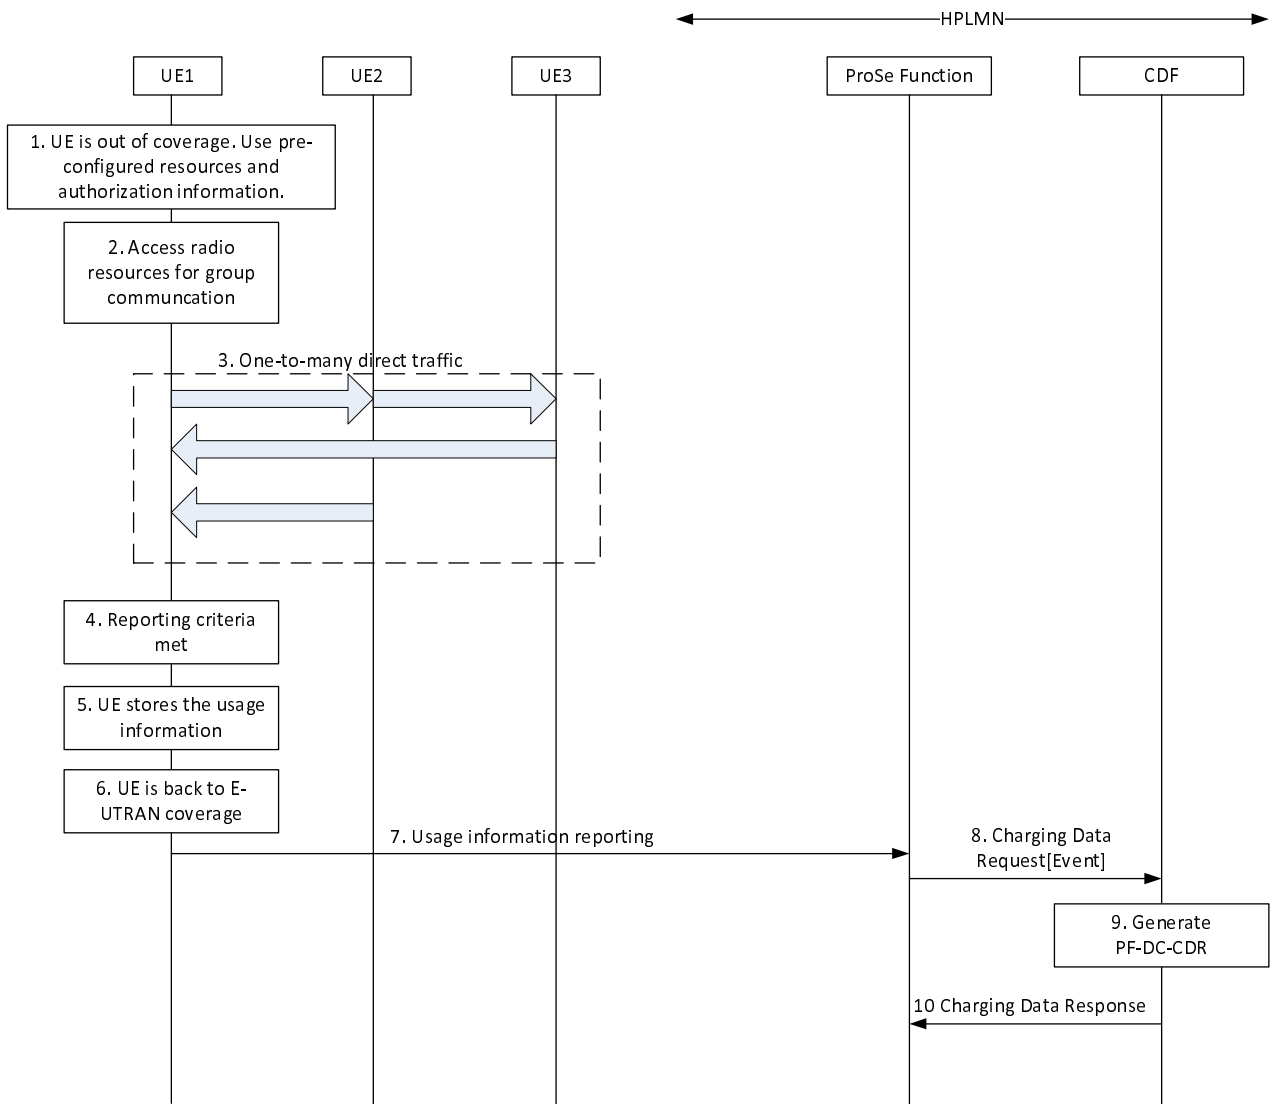 HPLMN
UE1
UE2
UE3
ProSe Function
CDF
1. UE is out of coverage. Use pre-
configured resources and
authorization information.
2. Access radio
resources for group
communcation
3. One-to-many direct traffic
4. Reporting criteria
met
5. UE stores the usage
information
6. UE is back to E-
UTRAN coverage
7. Usage information reporting
8. Charging Data
Request[Event]
9. Generate
PF-DC-CDR
10 Charging Data Response